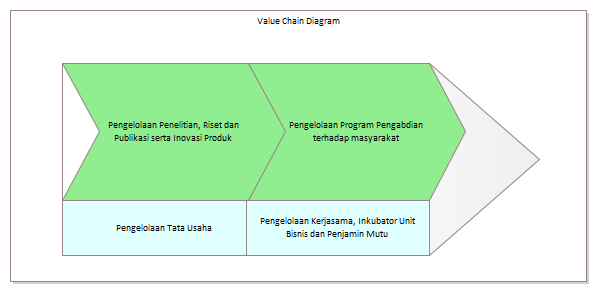 Value Chain Diagram
Pengelolaan Penelitian, Riset dan
Publikasi serta Inovasi Produk
Pengelolaan Program Pengabdian
terhadap masyarakat
Pengelolaan Tata Usaha
Pengelolaan Kerjasama, Inkubator Unit
Bisnis dan Penjamin Mutu